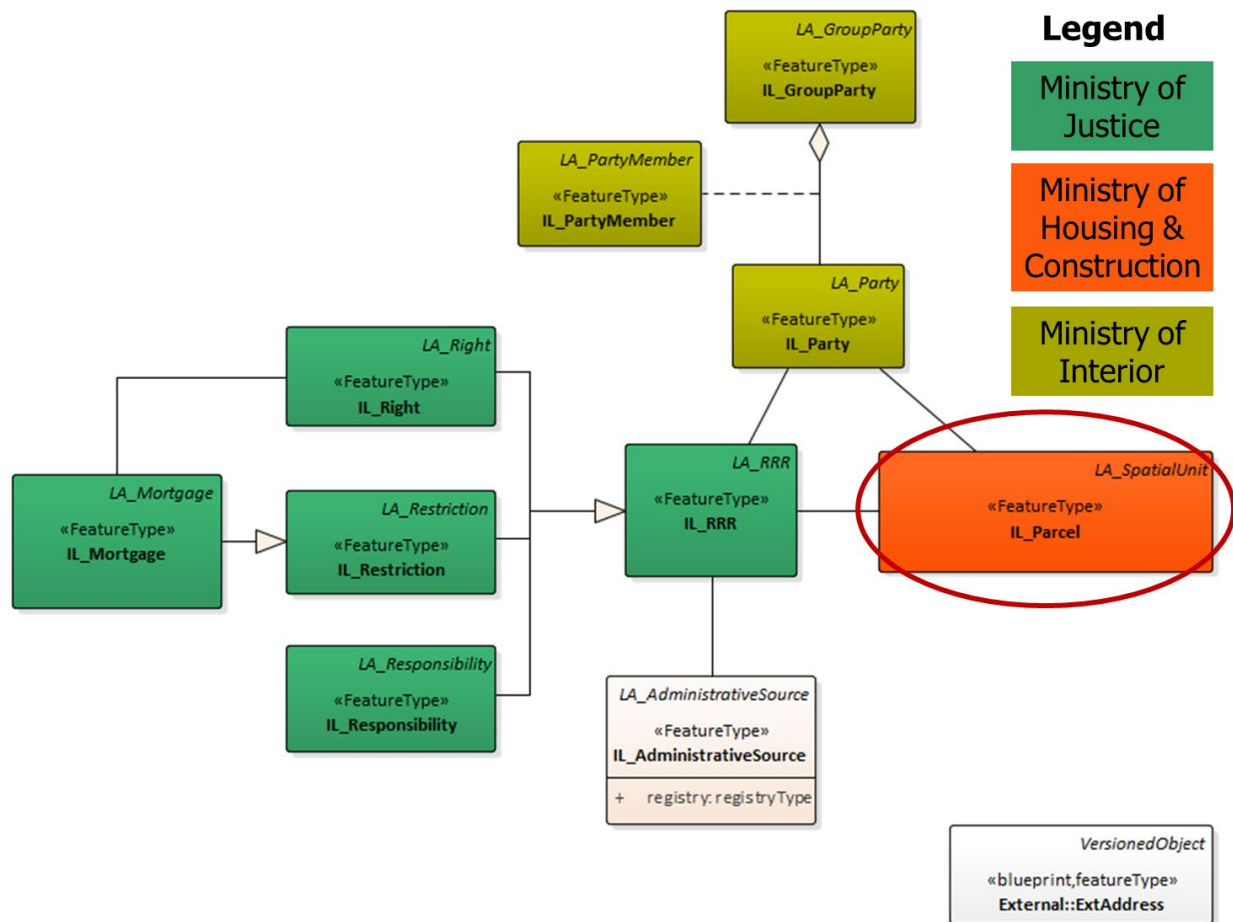 LA_GroupParty
«FeatureType»
IL_GroupParty
Legend
Ministry of
Justice
Ministry of
Housing &
Construction
Ministry of
Interior
LA_PartyMember
«FeatureType»
IL_PartyMember
LA_Party
«FeatureType»
IL_Party
LA_Right
«FeatureType»
IL_Right
LA_Mortgage
«FeatureType»
IL_Mortgage
LA_Restriction
«FeatureType»
IL_Restriction
LA_RRR
«FeatureType»
IL_RRR
LA_SpatialUnit
«FeatureType»
IL_Parcel
LA_Responsibility
«FeatureType»
IL_Responsibility
LA_AdministrativeSource
«FeatureType»
IL_AdministrativeSource
+ registry: registryType
VersionedObject
«blueprint,featureType»
External::ExtAddress